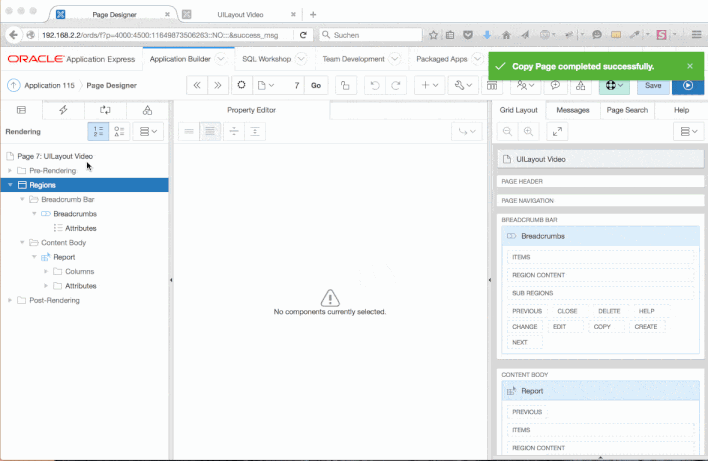 Page Designer
UILayout Video
192.168.2.2/ords/f?p=4000:4500:11649873506263::NO:::&success_msg
Suchen
ORACLE Application Express
Application Builder
SQL Workshop
Team Development
Packaged Apps
Copy Page completed successfully.
Application 115
Page Designer
7
Go
Save
Property Editor
Grid Layout
Messages
Page Search
Help
Rendering
Page 7: UILayout Video
Pre-Rendering
Regions
Breadcrumb Bar
Breadcrumbs
Attributes
Content Body
Report
Columns
Attributes
Post-Rendering
No components currently selected.
UILayout Video
PAGE HEADER
PAGE NAVIGATION
BREADCRUMB BAR
Breadcrumbs
ITEMS
REGION CONTENT
SUB REGIONS
PREVIOUS CLOSE DELETE HELP
CHANGE EDIT COPY CREATE
NEXT
CONTENT BODY
Report
PREVIOUS
ITEMS
REGION CONTENT